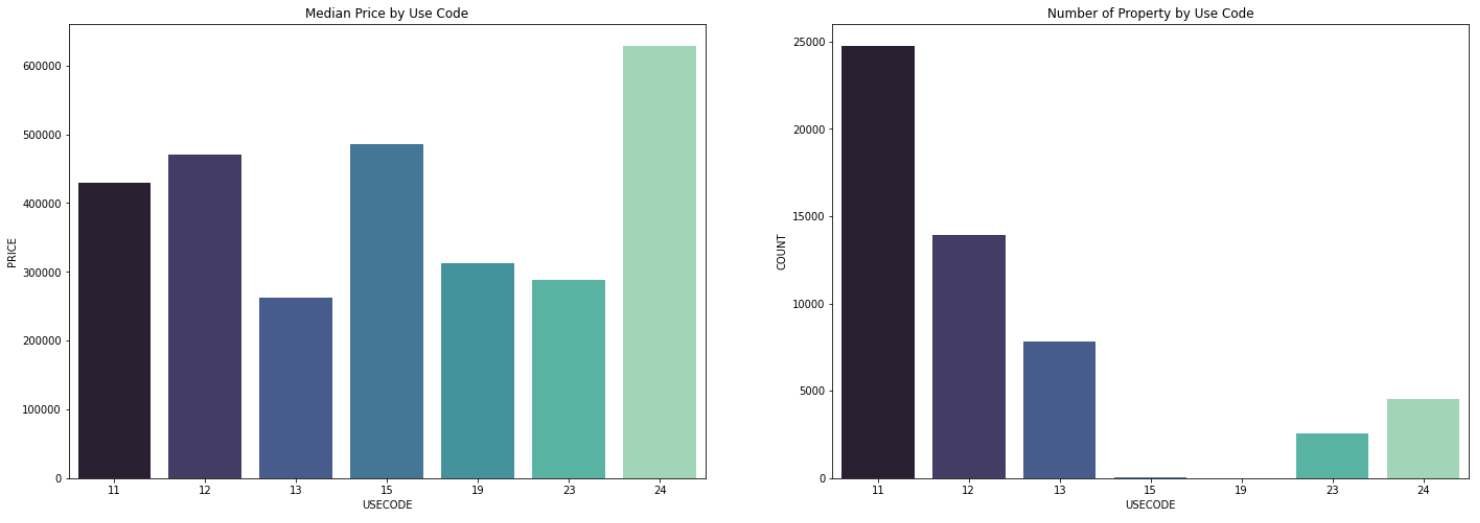 Median Price by Use Code
600000
500000
400000
300000
200000
100000
0
PRICE
11 12 13 15 19 23 24
USECODE
Number of Property by Use Code
25000
20000
15000
10000
5000
0
COUNT
11 12 13 15 19 23 24
USECODE